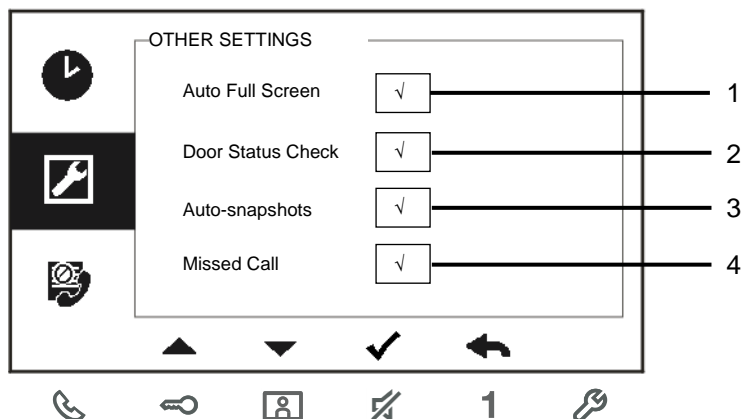 OTHER SETTINGS
Auto Full Screen √ 1
Door Status Check √ 2
Auto-snapshots √ 3
Missed Call √ 4
1